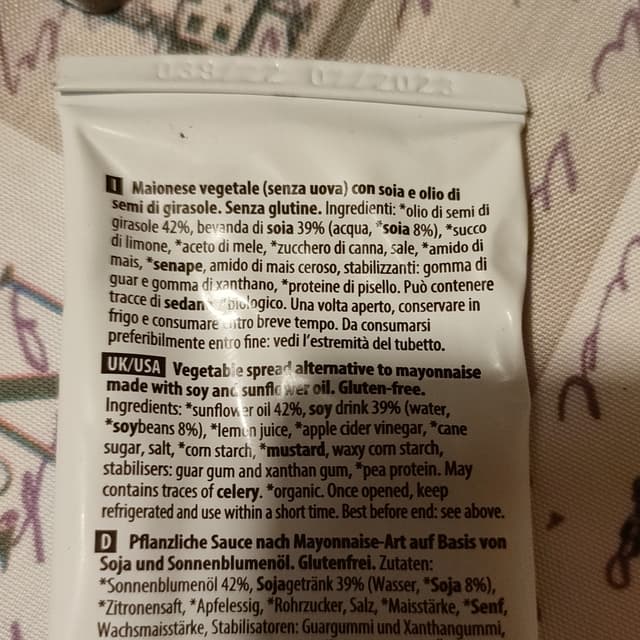 038/22 07/2023
I Maionese vegetale (senza uova) con soia e olio di
semi di girasole. Senza glutine. Ingredienti: *olio di semi di
girasole 42%, bevanda di soia 39% (acqua, *soia 8%), *succo
di limone, *aceto di mele, *zucchero di canna, sale, *amido di
mais, *senape, amido di mais ceroso, stabilizzanti: gomma di
guar e gomma di xanthano, *proteine di pisello. Può contenere
tracce di sedano. *biologico. Una volta aperto, conservare in
frigo e consumare entro breve tempo. Da consumarsi
preferibilmente entro fine: vedi l'estremità del tubetto.
UK/USA Vegetable spread alternative to mayonnaise
made with soy and sunflower oil. Gluten-free.
Ingredients: *sunflower oil 42%, soy drink 39% (water,
*soybeans 8%), *lemon juice, *apple cider vinegar, *cane
sugar, salt, *corn starch, *mustard, waxy corn starch,
stabilisers: guar gum and xanthan gum, *pea protein. May
contains traces of celery. *organic. Once opened, keep
refrigerated and use within a short time. Best before end: see above.
D Pflanzliche Sauce nach Mayonnaise-Art auf Basis von
Soja und Sonnenblumenöl. Glutenfrei. Zutaten:
*Sonnenblumenöl 42%, Sojagetränk 39% (Wasser, *Soja 8%),
*Zitronensaft, *Apfelessig, *Rohrzucker, Salz, *Maisstärke, *Senf,
Wachsmaisstärke, Stabilisatoren: Guargummi und Xanthangummi,